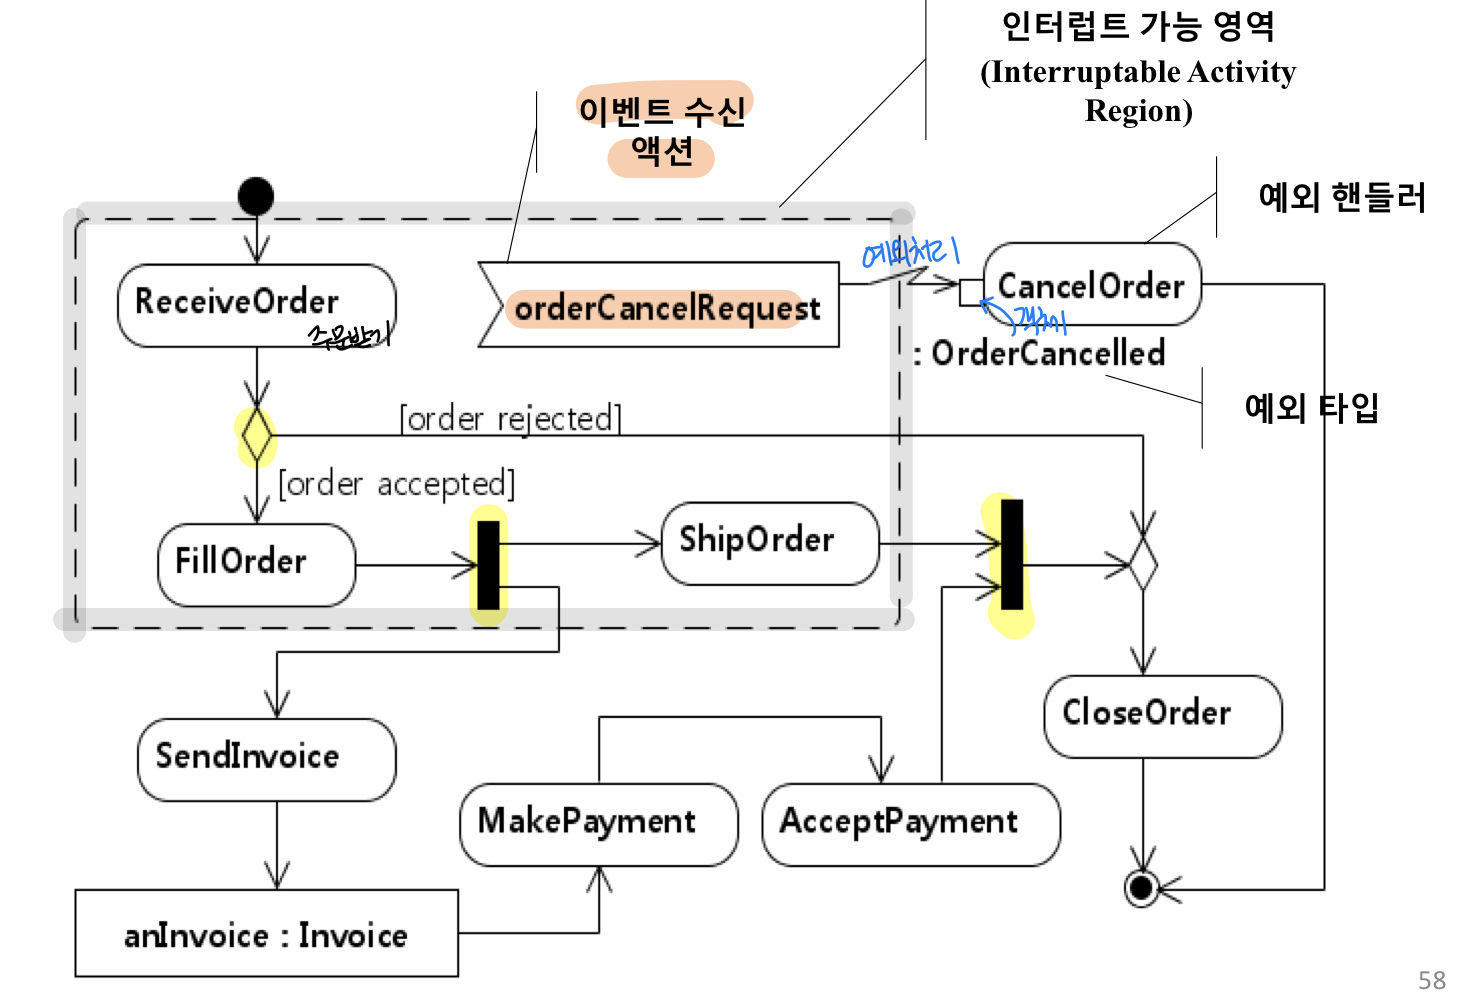 인터럽트 가능 영역
(Interruptable Activity
Region)
이벤트 수신
액션
예외 핸들러
예외처리
ReceiveOrder
주문받기
orderCancelRequest
CancelOrder
객체
: OrderCancelled
예외 타입
[order rejected]
[order accepted]
FillOrder
ShipOrder
SendInvoice
CloseOrder
MakePayment
AcceptPayment
anInvoice : Invoice
58